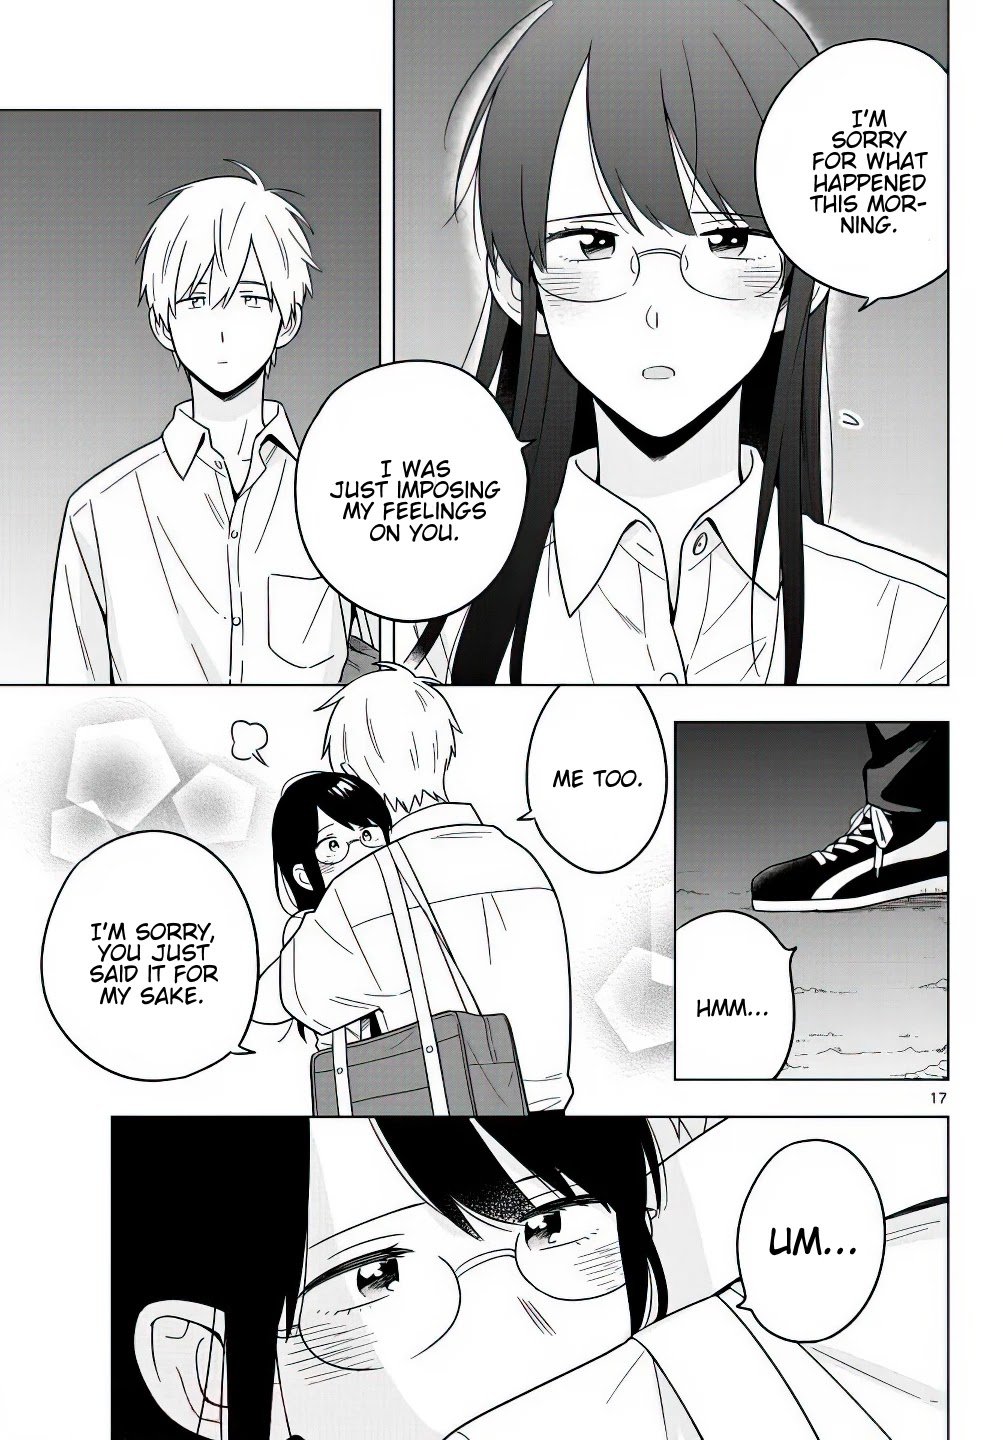 I'M
SORRY
FOR WHAT
HAPPENED
THIS MOR-
NING.
I WAS
JUST IMPOSING
MY FEELINGS
ON YOU.
HMM...
ME TOO.
I'M SORRY,
YOU JUST
SAID IT FOR
MY SAKE.
17
UM...